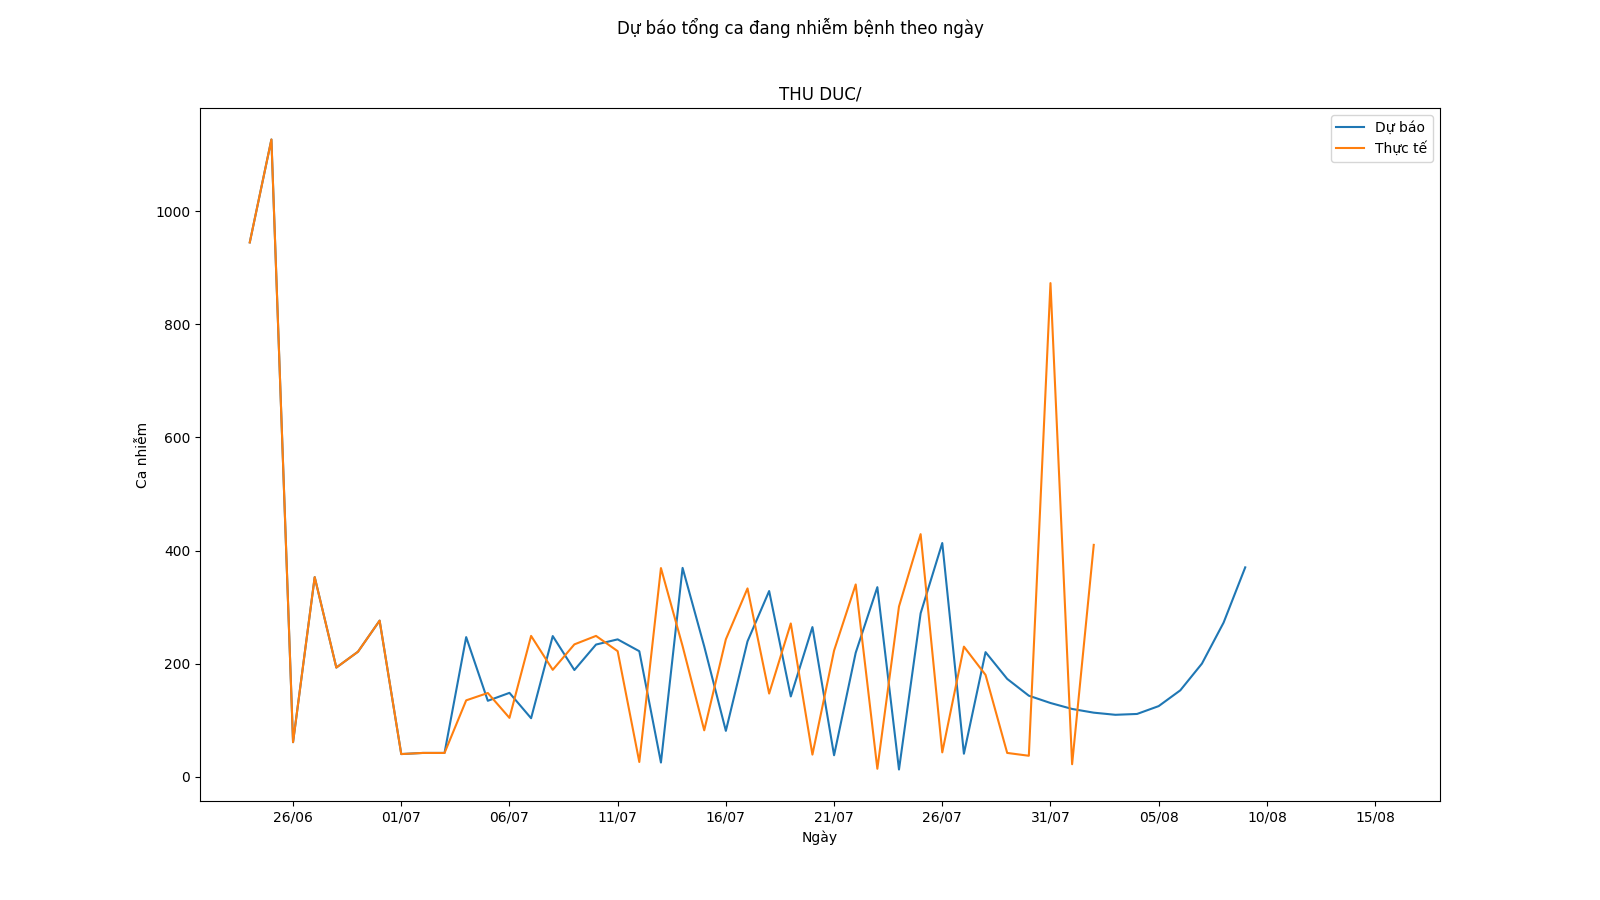 Dự báo tổng ca đang nhiễm bệnh theo ngày
THU DUC/
Dự báo
Thực tế
1000
800
600
400
200
0
Ca nhiễm
26/06
01/07
06/07
11/07
16/07
21/07
26/07
31/07
05/08
10/08
15/08
Ngày